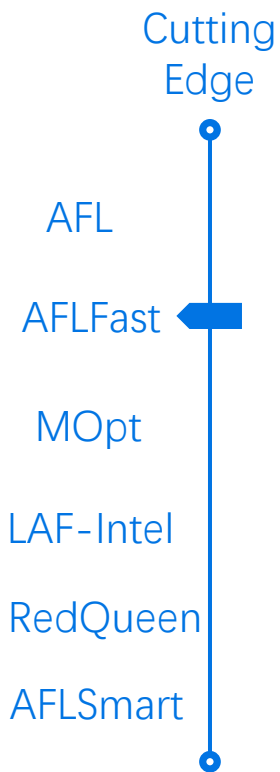 Cutting
Edge
AFL
AFLFast
MOpt
LAF-Intel
RedQueen
AFLSmart